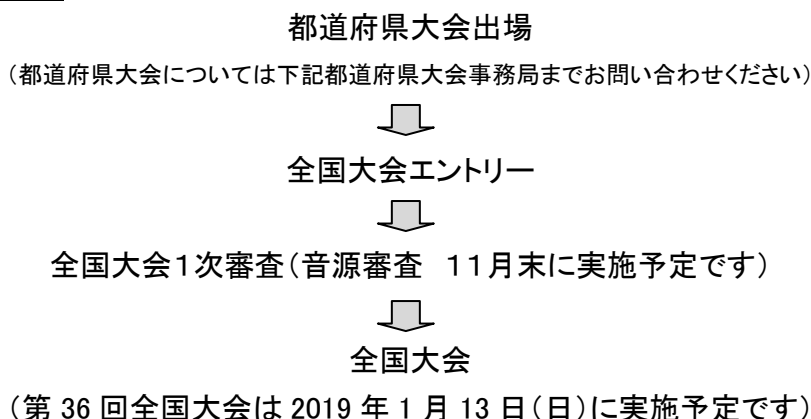 都道府県大会出場
（都道府県大会については下記都道府県大会事務局までお問い合わせください）
全国大会エントリー
全国大会１次審査（音源審査　１１月末に実施予定です）
全国大会
（第 36 回全国大会は 2019 年 1 月 13 日（日）に実施予定です）